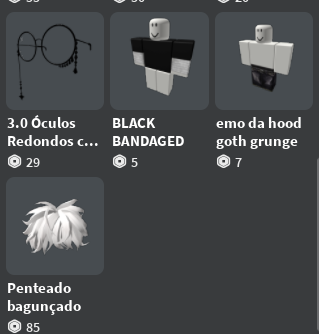 3.0 Óculos
Redondos c...
29
BLACK
BANDAGED
5
emo da hood
goth grunge
7
Penteado
bagunçado
85